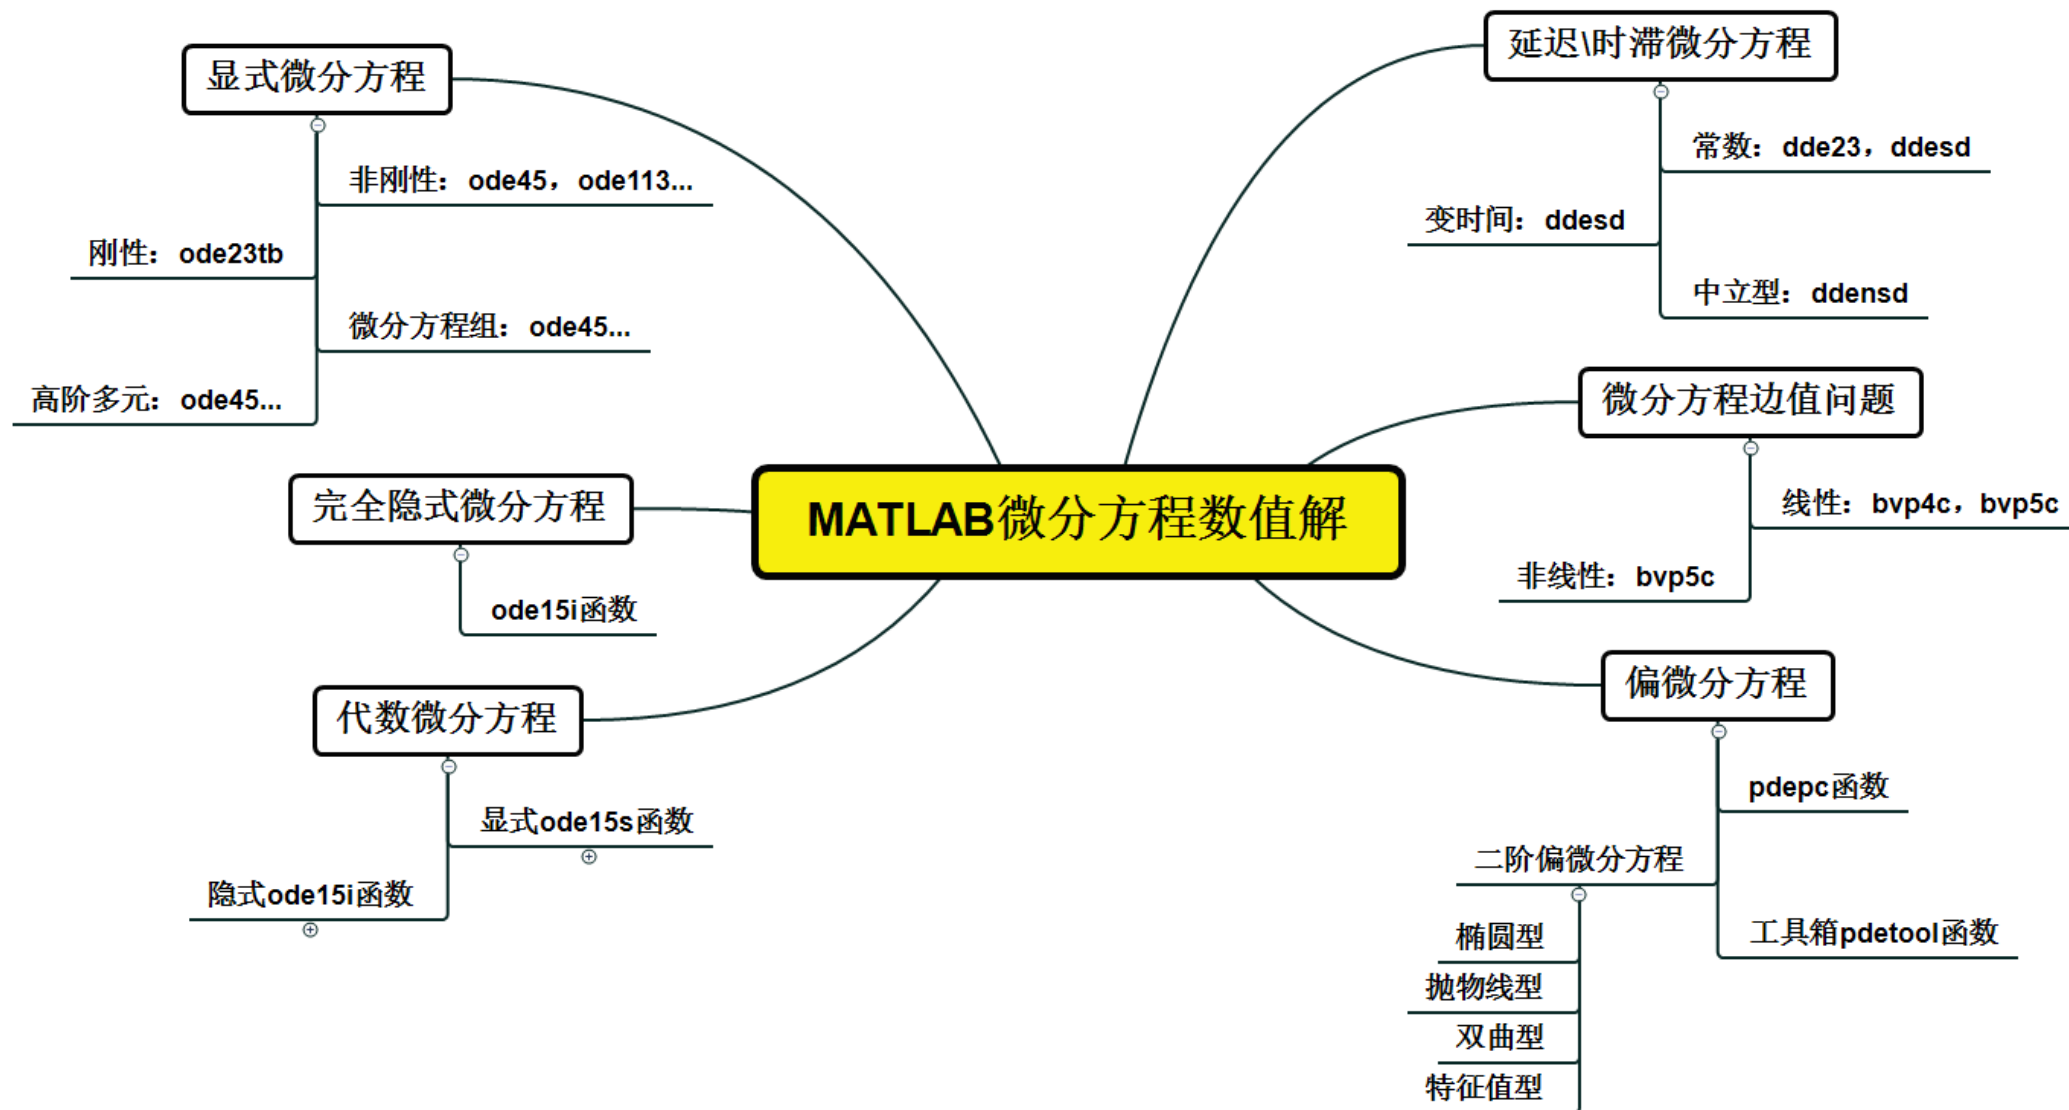 MATLAB微分方程数值解
显式微分方程
非刚性：ode45，ode113...
刚性：ode23tb
微分方程组：ode45...
高阶多元：ode45...
完全隐式微分方程
ode15i函数
代数微分方程
显式ode15s函数
隐式ode15i函数
延迟\时滞微分方程
常数：dde23，ddesd
变时间：ddesd
中立型：ddensd
微分方程边值问题
线性：bvp4c，bvp5c
非线性：bvp5c
偏微分方程
pdepc函数
二阶偏微分方程
椭圆型
抛物线型
双曲型
特征值型
工具箱pdetool函数